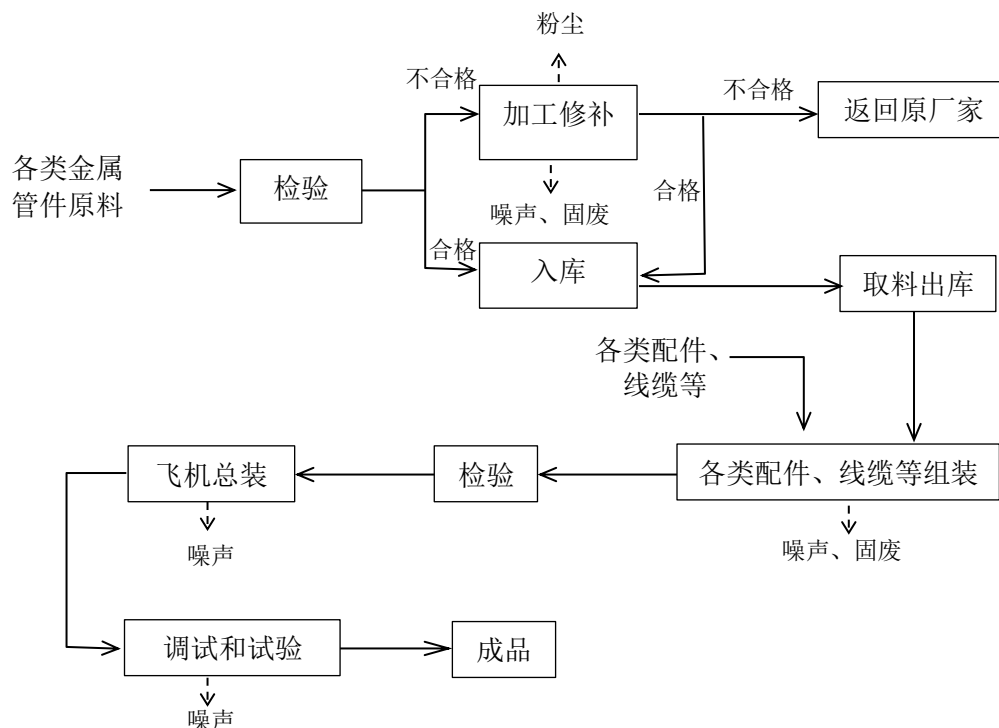 粉尘
不合格
加工修补
不合格
返回原厂家
各类金属
管件原料
检验
噪声、固废
合格
合格
入库
取料出库
各类配件、
线缆等
飞机总装
检验
各类配件、线缆等组装
噪声
噪声、固废
调试和试验
成品
噪声